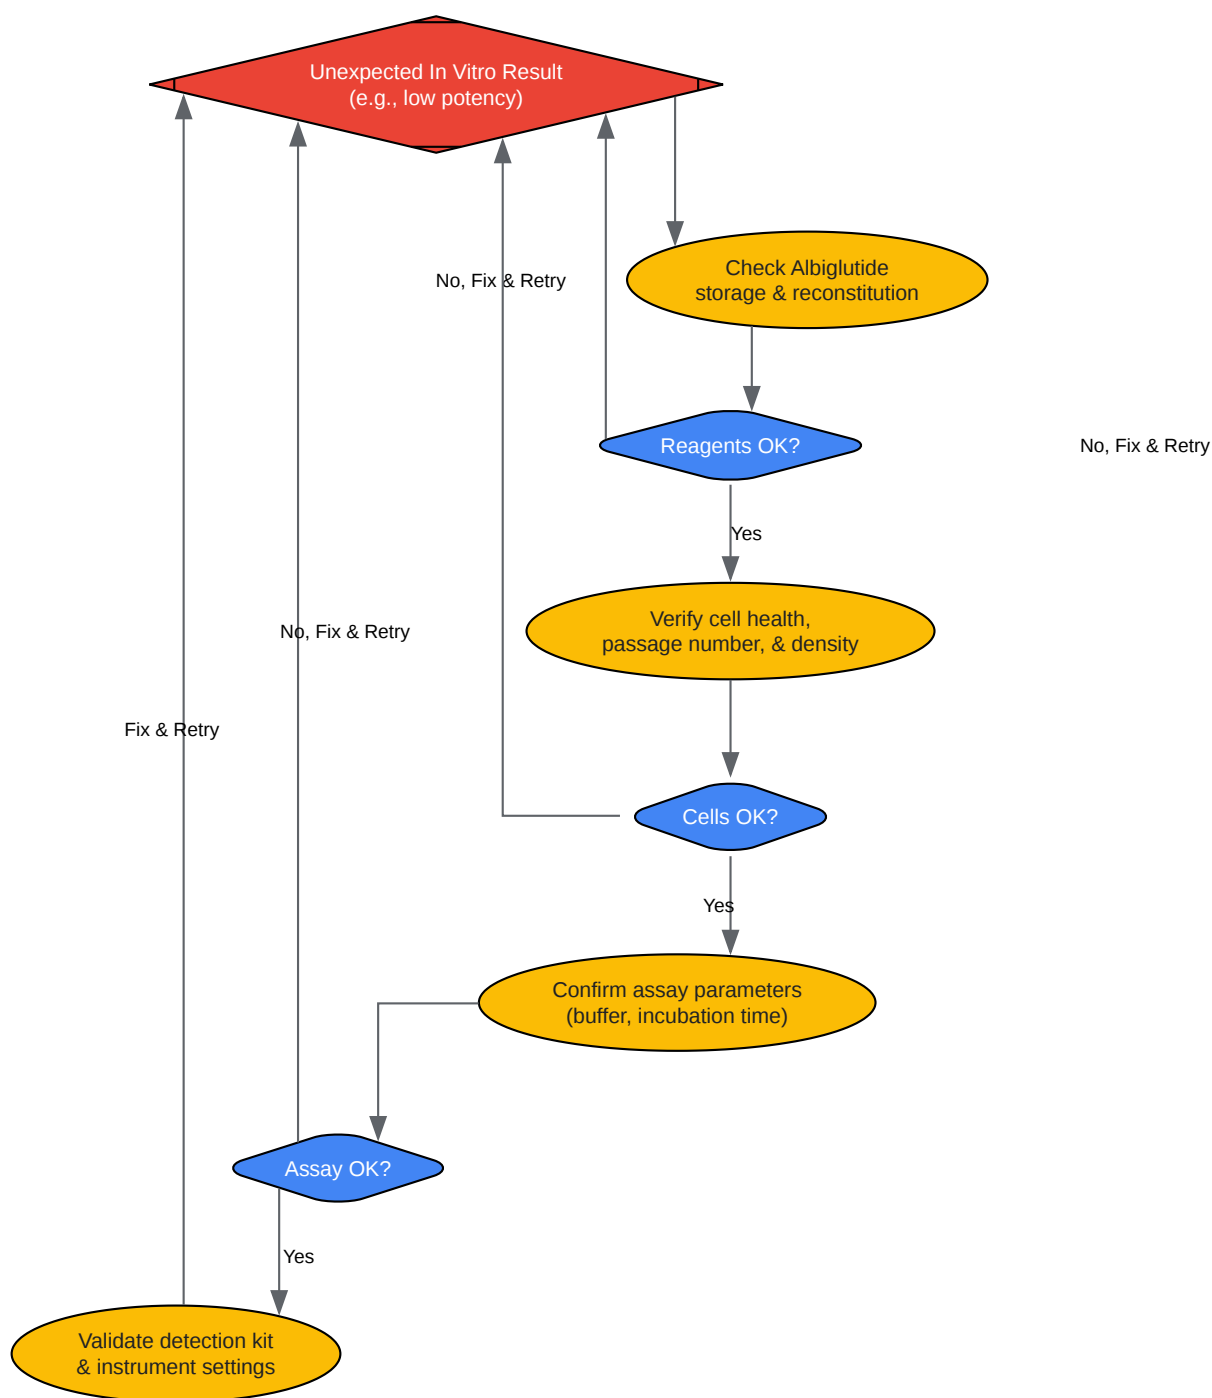 Unexpected In Vitro Result
(e.g., low potency)
Check Albiglutide
storage & reconstitution
No, Fix & Retry
Reagents OK?
No, Fix & Retry
Yes
Verify cell health,
passage number, & density
No, Fix & Retry
Fix & Retry
Cells OK?
Yes
Confirm assay parameters
(buffer, incubation time)
Assay OK?
Yes
Validate detection kit
& instrument settings